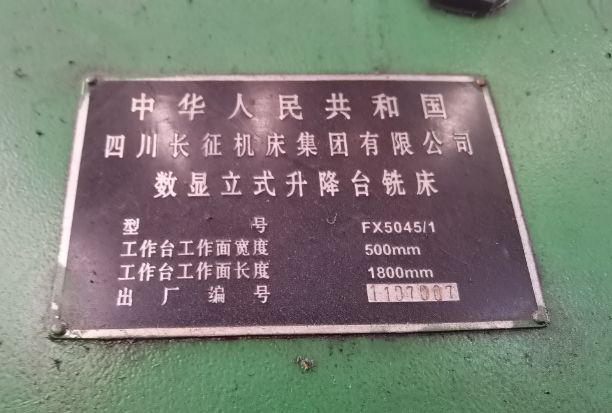 中华人民共和国
四川长征机床集团有限公司
数显立式升降台铣床
型 号 FX5045/1
工作台工作面宽度 500mm
工作台工作面长度 1800mm
出厂编号 1107007